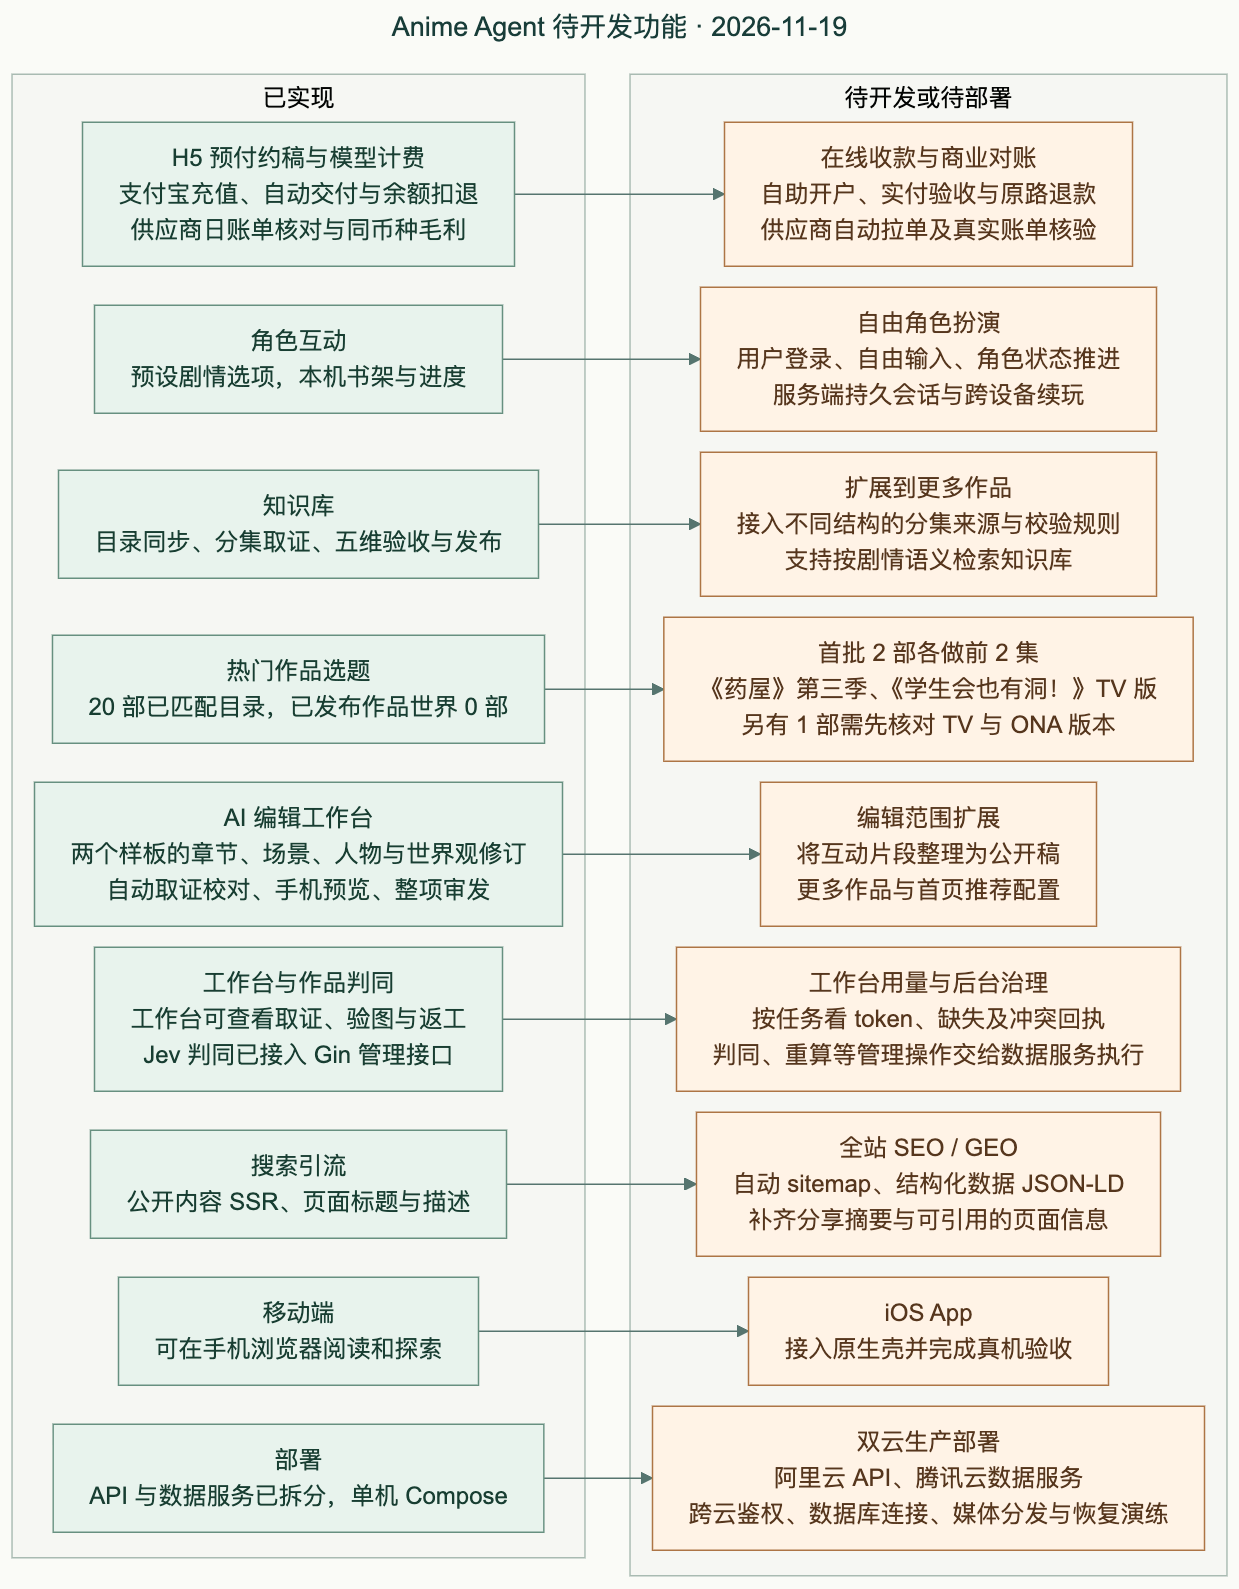 Anime Agent 待开发功能 · 2026-11-19
已实现
H5 预付约稿与模型计费
支付宝充值、自动交付与余额扣退
供应商日账单核对与同币种毛利
角色互动
预设剧情选项，本机书架与进度
知识库
目录同步、分集取证、五维验收与发布
热门作品选题
20 部已匹配目录，已发布作品世界 0 部
AI 编辑工作台
两个样板的章节、场景、人物与世界观修订
自动取证校对、手机预览、整项审发
工作台与作品判同
工作台可查看取证、验图与返工
Jev 判同已接入 Gin 管理接口
搜索引流
公开内容 SSR、页面标题与描述
移动端
可在手机浏览器阅读和探索
部署
API 与数据服务已拆分，单机 Compose
待开发或待部署
在线收款与商业对账
自助开户、实付验收与原路退款
供应商自动拉单及真实账单核验
自由角色扮演
用户登录、自由输入、角色状态推进
服务端持久会话与跨设备续玩
扩展到更多作品
接入不同结构的分集来源与校验规则
支持按剧情语义检索知识库
首批 2 部各做前 2 集
《药屋》第三季、《学生会也有洞！》TV 版
另有 1 部需先核对 TV 与 ONA 版本
编辑范围扩展
将互动片段整理为公开稿
更多作品与首页推荐配置
工作台用量与后台治理
按任务看 token、缺失及冲突回执
判同、重算等管理操作交给数据服务执行
全站 SEO / GEO
自动 sitemap、结构化数据 JSON-LD
补齐分享摘要与可引用的页面信息
iOS App
接入原生壳并完成真机验收
双云生产部署
阿里云 API、腾讯云数据服务
跨云鉴权、数据库连接、媒体分发与恢复演练